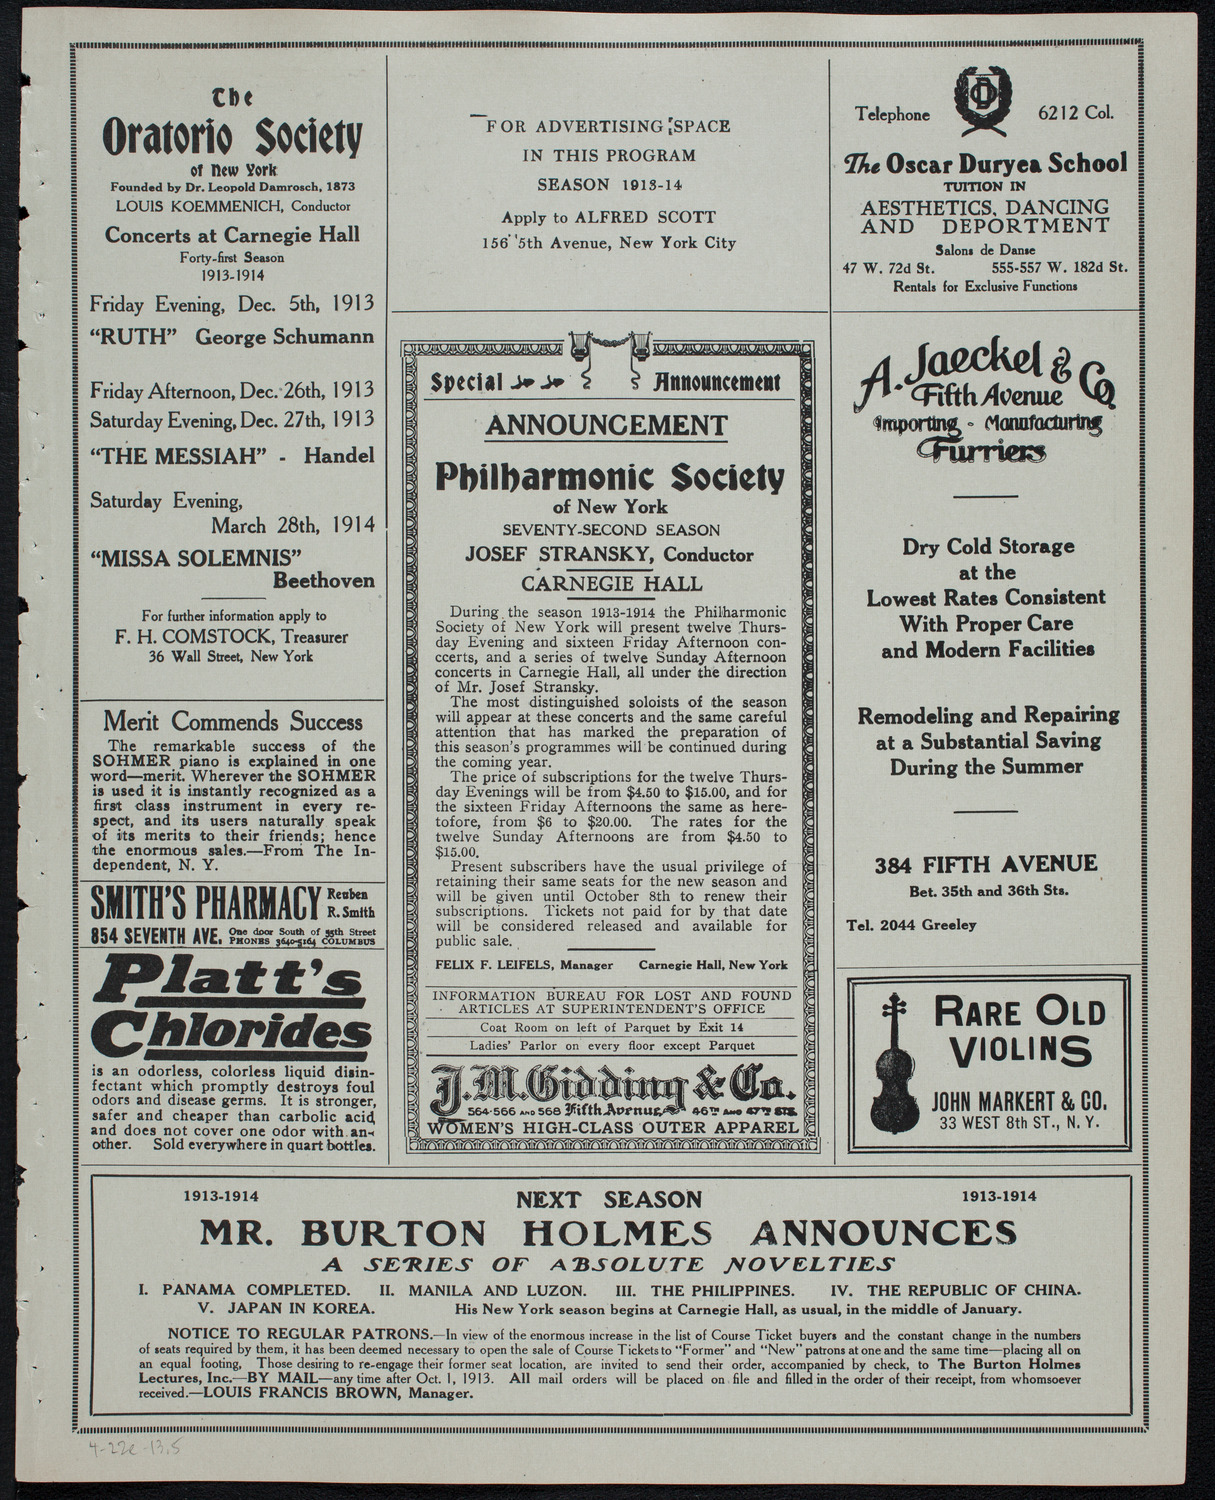 The
Oratorio Society
of New York
Founded by Dr. Leopold Damrosch, 1873
LOUIS KOEMMENICH, Conductor
Concerts at Carnegie Hall
Forty-first Season
1913-1914
Friday Evening, Dec. 5th, 1913
"RUTH" George Schumann
Friday Afternoon, Dec. 26th, 1913
Saturday Evening, Dec. 27th, 1913
"THE MESSIAH" - Handel
Saturday Evening,
March 28th, 1914
"MISSA SOLEMNIS"
Beethoven
For further information apply to
F. H. COMSTOCK, Treasurer
36 Wall Street, New York
Merit Commends Success
The remarkable success of the
SOHMER piano is explained in one
word—merit. Wherever the SOHMER
is used it is instantly recognized as a
first class instrument in every re-
spect, and its users naturally speak
of its merits to their friends; hence
the enormous sales.—From The In-
dependent, N. Y.
SMITH'S PHARMACY Reuben
R. Smith
854 SEVENTH AVE. One door South of 55th Street
PHONES 3640-5164 COLUMBUS
Platt's
Chlorides
is an odorless, colorless liquid disin-
fectant which promptly destroys foul
odors and disease germs. It is stronger,
safer and cheaper than carbolic acid
and does not cover one odor with an-
other. Sold everywhere in quart bottles.
FOR ADVERTISING SPACE
IN THIS PROGRAM
SEASON 1913-14
Apply to ALFRED SCOTT
156 5th Avenue, New York City
Special Announcement
ANNOUNCEMENT
Philharmonic Society
of New York
SEVENTY-SECOND SEASON
JOSEF STRANSKY, Conductor
CARNEGIE HALL
During the season 1913-1914 the Philharmonic
Society of New York will present twelve Thurs-
day Evening and sixteen Friday Afternoon con-
ccerts, and a series of twelve Sunday Afternoon
concerts in Carnegie Hall, all under the direction
of Mr. Josef Stransky.
The most distinguished soloists of the season
will appear at these concerts and the same careful
attention that has marked the preparation of
this season's programmes will be continued during
the coming year.
The price of subscriptions for the twelve Thurs-
day Evenings will be from $4.50 to $15.00, and for
the sixteen Friday Afternoons the same as here-
tofore, from $6 to $20.00. The rates for the
twelve Sunday Afternoons are from $4.50 to
$15.00.
Present subscribers have the usual privilege of
retaining their same seats for the new season and
will be given until October 8th to renew their
subscriptions. Tickets not paid for by that date
will be considered released and available for
public sale.
FELIX F. LEIFELS, Manager Carnegie Hall, New York
INFORMATION BUREAU FOR LOST AND FOUND
ARTICLES AT SUPERINTENDENT'S OFFICE
Coat Room on left of Parquet by Exit 14
Ladies' Parlor on every floor except Parquet
J. M. Gidding & Co.
564-566 AND 568 Fifth Avenue 46TH AND 47TH STS.
WOMEN'S HIGH-CLASS OUTER APPAREL
Telephone 6212 Col.
The Oscar Duryea School
TUITION IN
AESTHETICS, DANCING
AND DEPORTMENT
Salons de Danse
47 W. 72d St. 555-557 W. 182d St.
Rentals for Exclusive Functions
A. Jaeckel & Co
Fifth Avenue
Importing - Manufacturing
Furriers
Dry Cold Storage
at the
Lowest Rates Consistent
With Proper Care
and Modern Facilities
Remodeling and Repairing
at a Substantial Saving
During the Summer
384 FIFTH AVENUE
Bet. 35th and 36th Sts.
Tel. 2044 Greeley
RARE OLD
VIOLINS
JOHN MARKERT & CO.
33 WEST 8th ST., N. Y.
1913-1914 NEXT SEASON 1913-1914
MR. BURTON HOLMES ANNOUNCES
A SERIES OF ABSOLUTE NOVELTIES
I. PANAMA COMPLETED. II. MANILA AND LUZON. III. THE PHILIPPINES. IV. THE REPUBLIC OF CHINA.
V. JAPAN IN KOREA. His New York season begins at Carnegie Hall, as usual, in the middle of January.
NOTICE TO REGULAR PATRONS.—In view of the enormous increase in the list of Course Ticket buyers and the constant change in the numbers
of seats required by them, it has been deemed necessary to open the sale of Course Tickets to "Former" and "New" patrons at one and the same time—placing all on
an equal footing, Those desiring to re-engage their former seat location, are invited to send their order, accompanied by check, to The Burton Holmes
Lectures, Inc.—BY MAIL—any time after Oct. 1, 1913. All mail orders will be placed on file and filled in the order of their receipt, from whomsoever
received.—LOUIS FRANCIS BROWN, Manager.
4-22e-13.5